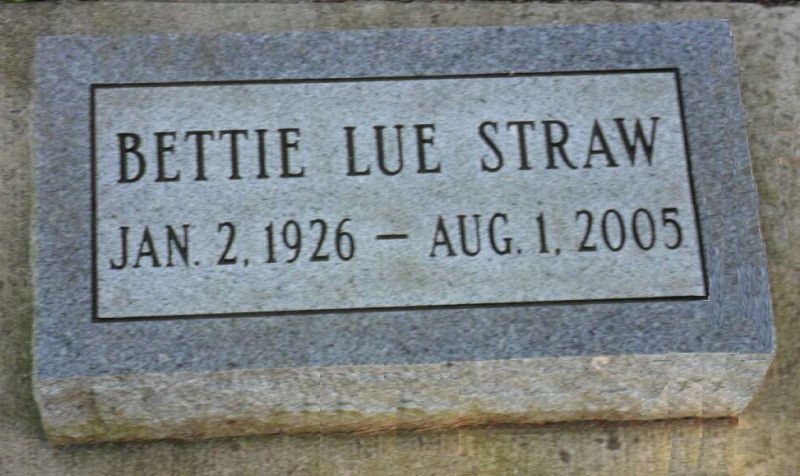 BETTIE LUE STRAW
JAN. 2, 1926 – AUG. 1, 2005